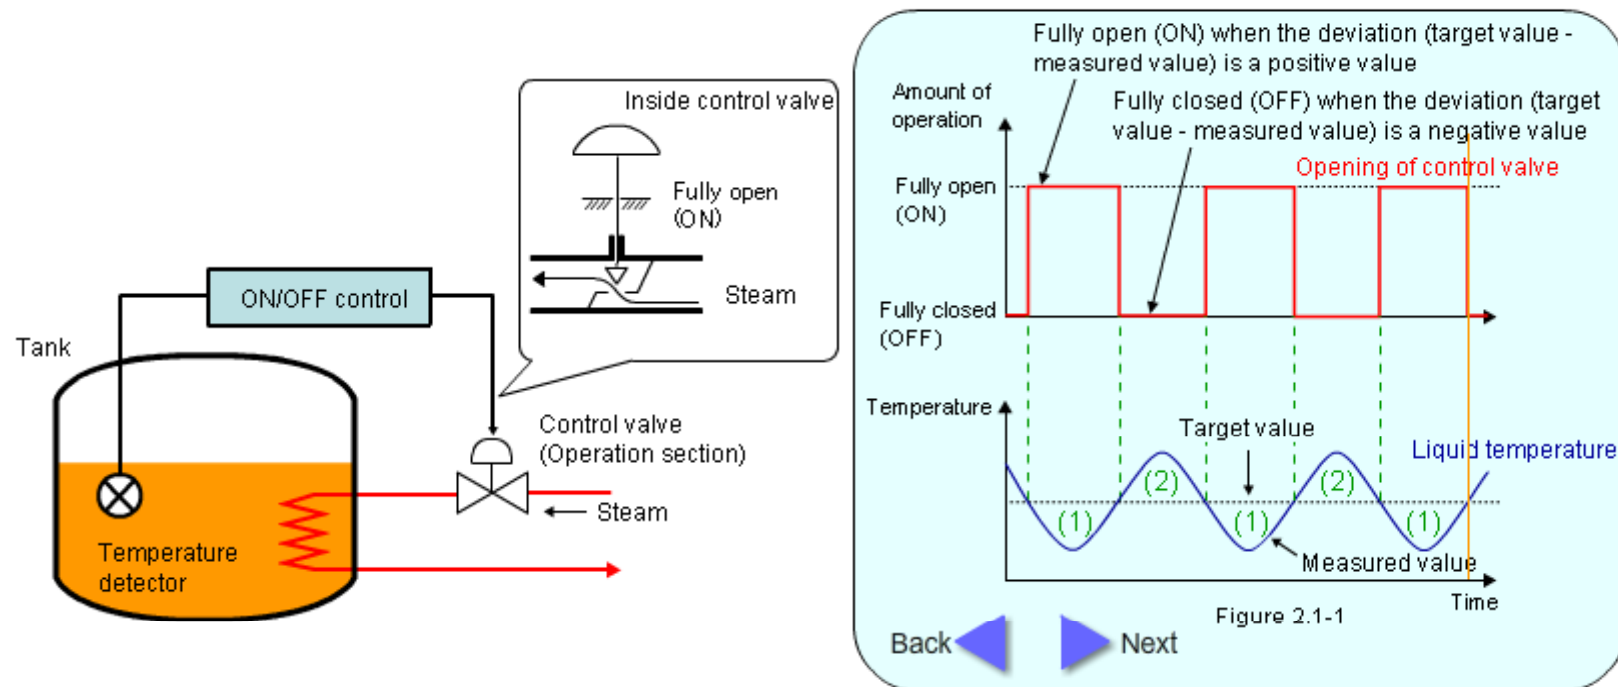 Inside control valve
Fully open
(ON)
Steam
ON/OFF control
Tank
Control valve
(Operation section)
Steam
Temperature
detector
Fully open (ON) when the deviation (target value -
measured value) is a positive value
Amount of
operation
Fully closed (OFF) when the deviation (target
value - measured value) is a negative value
Opening of control valve
Fully open
(ON)
Fully closed
(OFF)
Temperature
Target value
Liquid temperature
(2)
(2)
(1)
(1)
(1)
Measured value
Time
Figure 2.1-1
Back
Next